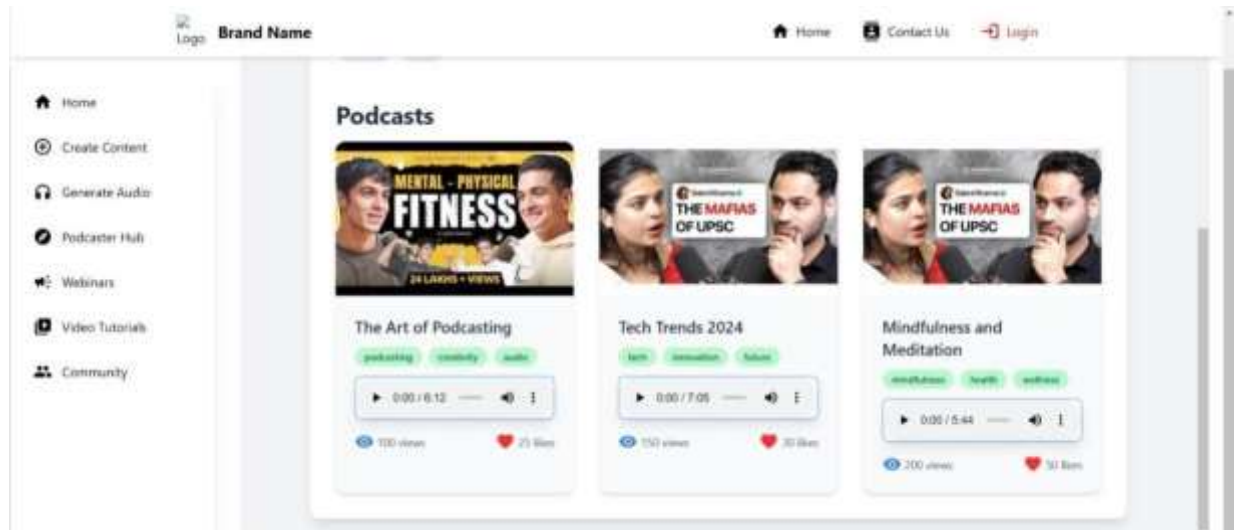 Logo
Brand Name
Home
Contact Us
Login
Home
Create Content
Generate Audio
Podcaster Hub
Webinars
Video Tutorials
Community
Podcasts
MENTAL - PHYSICAL
FITNESS
24 LAKHS + VIEWS
THE MAFIAS
OF UPSC
THE MAFIAS
OF UPSC
The Art of Podcasting
podcasting creativity audio
0:00 / 6:12
100 views 25 likes
Tech Trends 2024
tech innovation future
0:00 / 7:05
150 views 30 likes
Mindfulness and
Meditation
mindfulness health wellness
0:00 / 5:44
200 views 50 likes